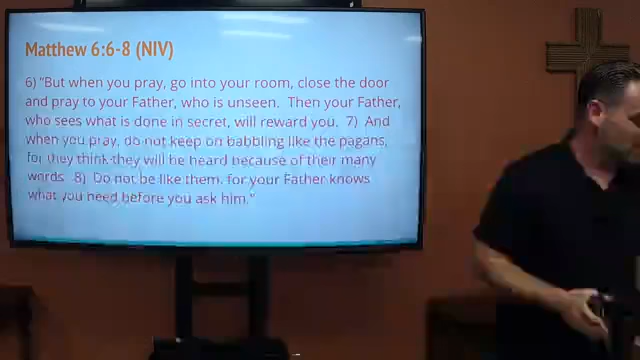 Matthew 6:6-8 (NIV)
6) “But when you pray, go into your room, close the door
and pray to your Father, who is unseen. Then your Father,
who sees what is done in secret, will reward you. 7) And
when you pray, do not keep on babbling like the pagans,
for they think they will be heard because of their many
words. 8) Do not be like them, for your Father knows
what you need before you ask him.”